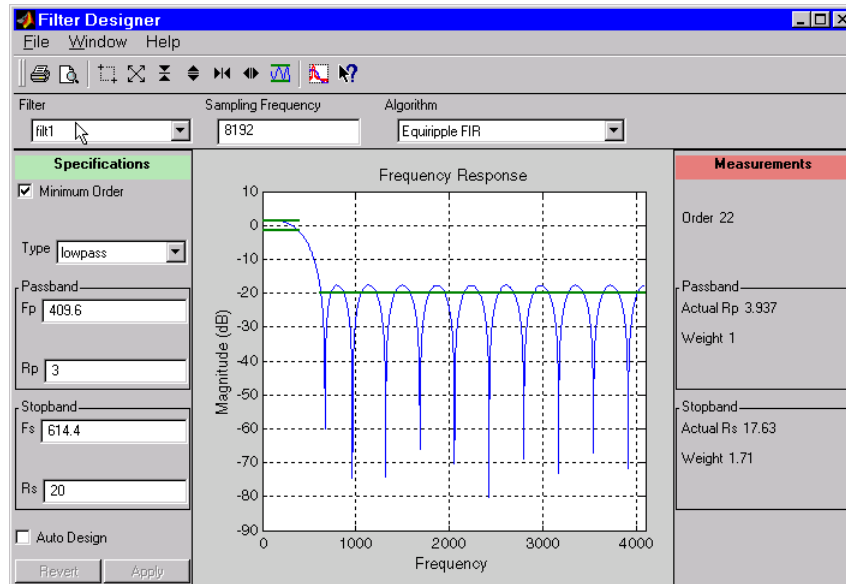 Filter Designer
File Window Help
Filter
Sampling Frequency
Algorithm
filt1
8192
Equiripple FIR
Specifications
Minimum Order
Type lowpass
Passband
Fp 409.6
Rp 3
Stopband
Fs 614.4
Rs 20
Auto Design
Revert Apply
Frequency Response
Magnitude (dB)
10
0
-10
-20
-30
-40
-50
-60
-70
-80
-90
0 1000 2000 3000 4000
Frequency
Measurements
Order 22
Passband
Actual Rp 3.937
Weight 1
Stopband
Actual Rs 17.63
Weight 1.71